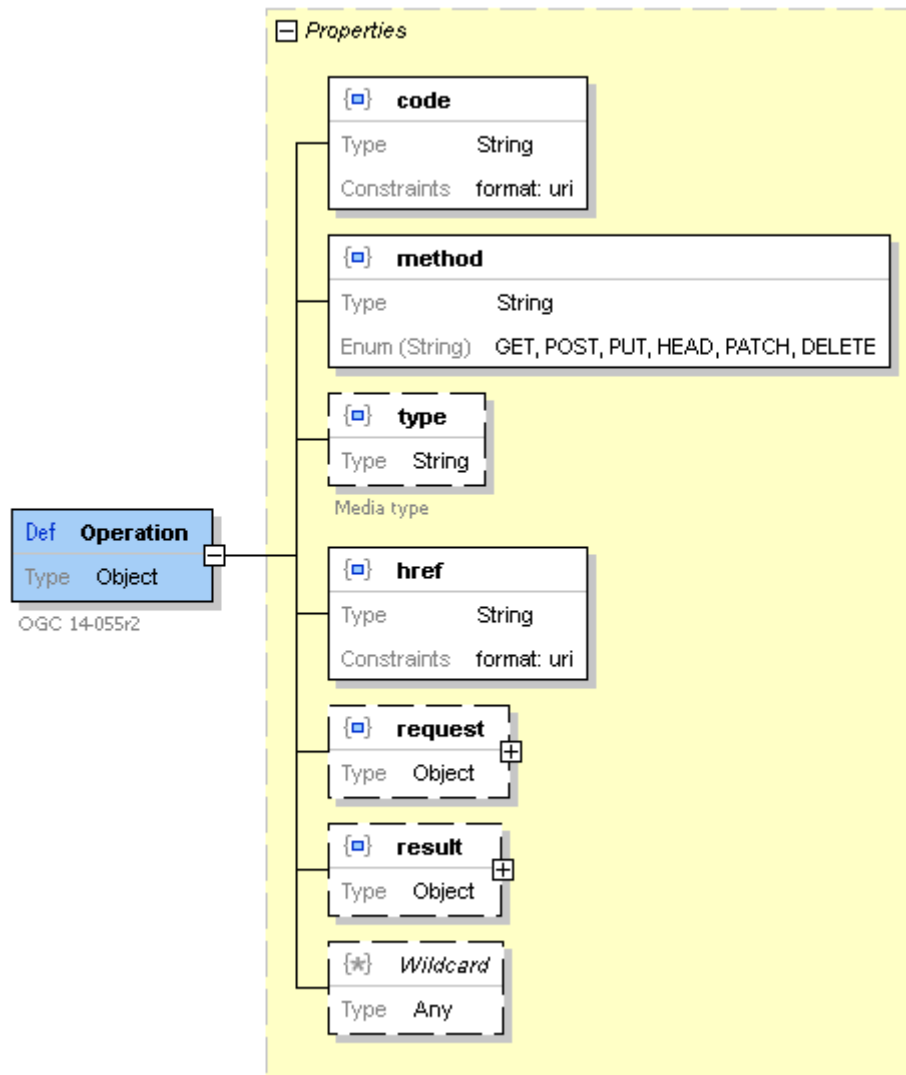 Properties
code
Type String
Constraints format: uri
method
Type String
Enum (String) GET, POST, PUT, HEAD, PATCH, DELETE
type
Type String
Media type
Def Operation
Type Object
OGC 14-055r2
href
Type String
Constraints format: uri
request
Type Object
result
Type Object
{*} Wildcard
Type Any